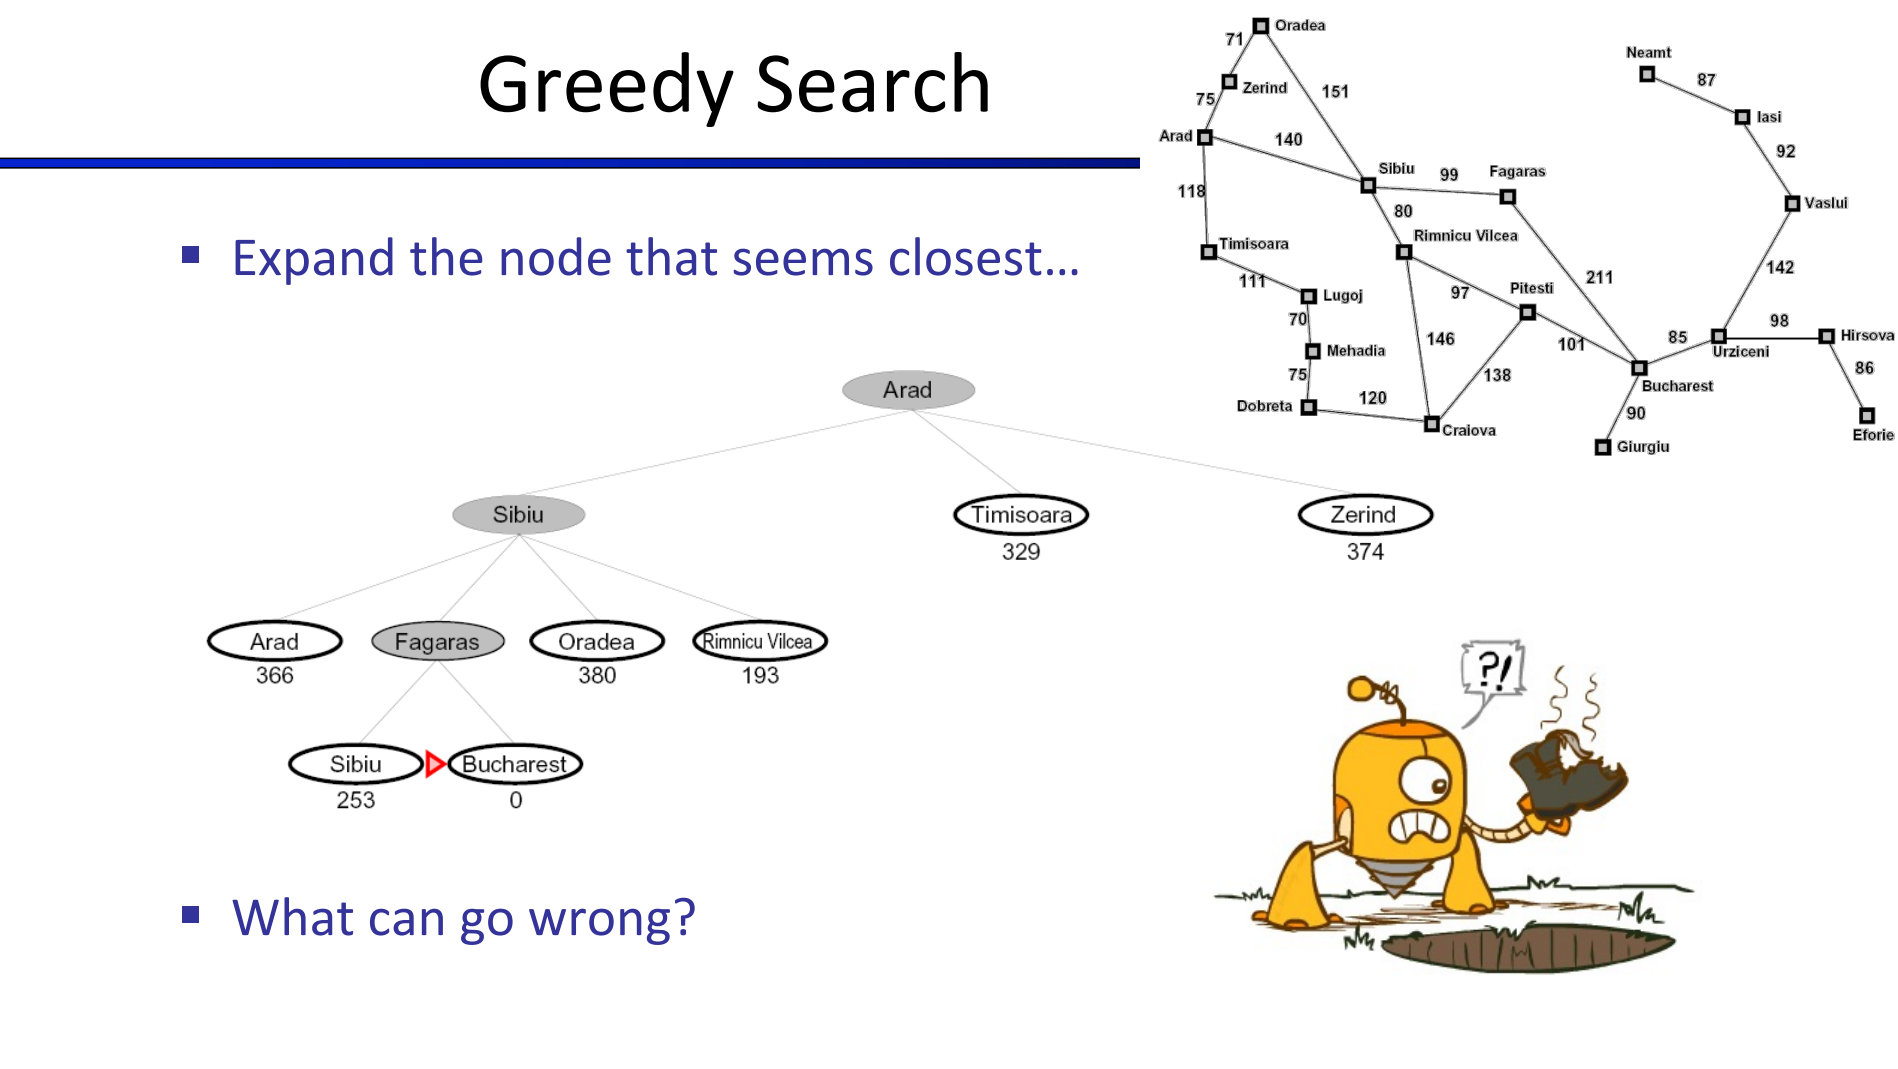 Greedy Search
Expand the node that seems closest...
Arad
Sibiu
Timisoara
Zerind
329
374
Arad
Fagaras
Oradea
Rimnicu Vilcea
366
380
193
Sibiu
Bucharest
253
0
What can go wrong?
Oradea
71
Neamt
87
Zerind
151
75
Iasi
Arad
140
92
Sibiu
99
Fagaras
118
80
Vaslui
Timisoara
Rimnicu Vilcea
142
111
211
Lugoj
97
Pitesti
70
98
Hirsova
146
101
85
Urziceni
Mehadia
86
75
138
Bucharest
Dobreta
120
90
Craiova
Giurgiu
Eforie
?!